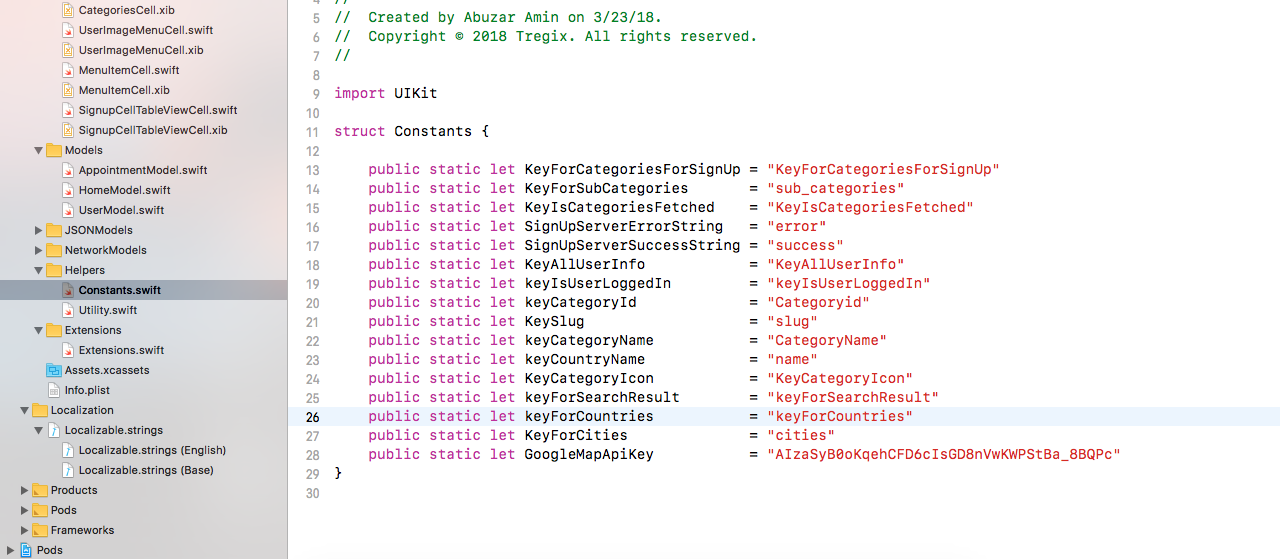 CategoriesCell.xib
UserImageMenuCell.swift
UserImageMenuCell.xib
MenuItemCell.swift
MenuItemCell.xib
SignupCellTableViewCell.swift
SignupCellTableViewCell.xib
Models
AppointmentModel.swift
HomeModel.swift
UserModel.swift
JSONModels
NetworkModels
Helpers
Constants.swift
Utility.swift
Extensions
Extensions.swift
Assets.xcassets
Info.plist
Localization
Localizable.strings
Localizable.strings (English)
Localizable.strings (Base)
Products
Pods
Frameworks
Pods
4 //
5 //  Created by Abuzar Amin on 3/23/18.
6 //  Copyright © 2018 Tregix. All rights reserved.
7 //
8
9 import UIKit
10
11 struct Constants {
12
13     public static let KeyForCategoriesForSignUp = "KeyForCategoriesForSignUp"
14     public static let KeyForSubCategories       = "sub_categories"
15     public static let KeyIsCategoriesFetched    = "KeyIsCategoriesFetched"
16     public static let SignUpServerErrorString   = "error"
17     public static let SignUpServerSuccessString = "success"
18     public static let KeyAllUserInfo            = "KeyAllUserInfo"
19     public static let keyIsUserLoggedIn         = "keyIsUserLoggedIn"
20     public static let keyCategoryId             = "Categoryid"
21     public static let KeySlug                   = "slug"
22     public static let keyCategoryName           = "CategoryName"
23     public static let keyCountryName            = "name"
24     public static let KeyCategoryIcon           = "KeyCategoryIcon"
25     public static let keyForSearchResult        = "keyForSearchResult"
26     public static let keyForCountries           = "keyForCountries"
27     public static let KeyForCities              = "cities"
28     public static let GoogleMapApiKey           = "AIzaSyB0oKqehCFD6cIsGD8nVwKWPStBa_8BQPc"
29 }
30